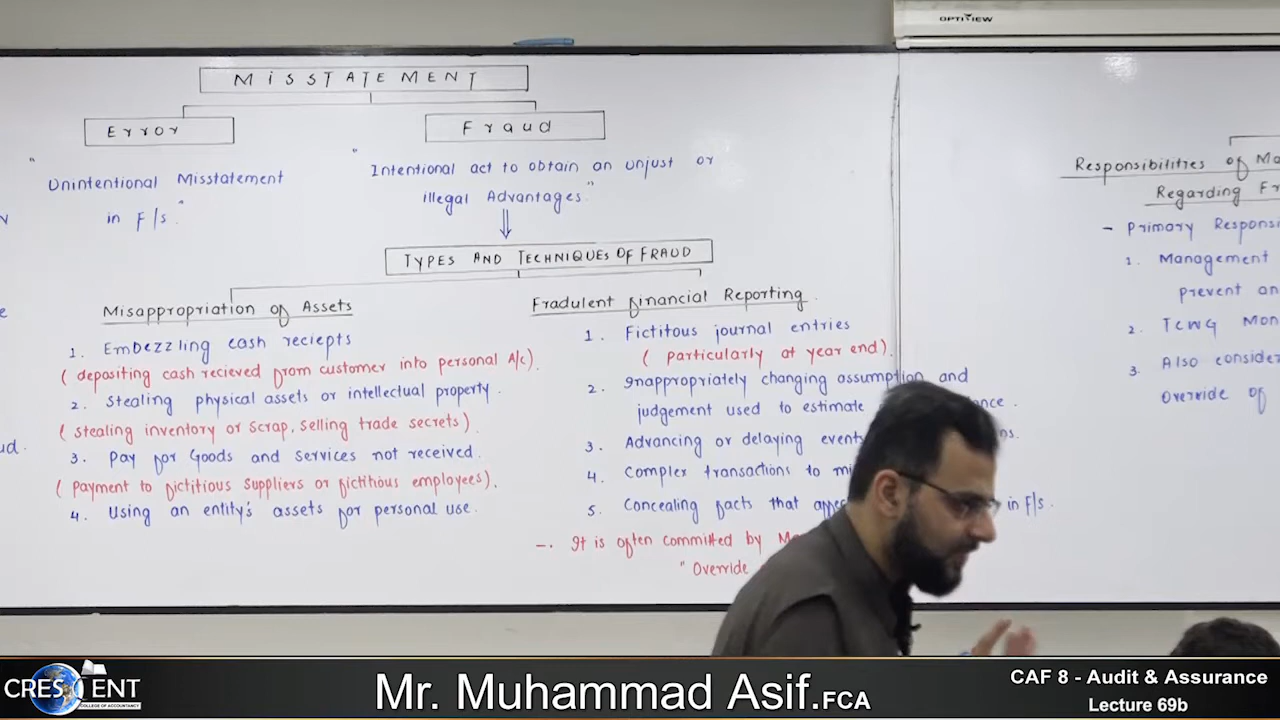 OPTIVIEW
MiSSTATEMENT
Error
Fraud
" Unintentional Misstatement
in F/s."
" Intentional act to obtain an unjust or
illegal Advantages."
TYPES AND TECHNIQUES OF FRAUD
Misappropriation of Assets
1. Embezzling cash reciepts
( depositing cash recieved from customer into personal A/c).
2. Stealing physical assets or intellectual property.
( stealing inventory or scrap, selling trade secrets).
3. Pay for Goods and Services not received.
( Payment to fictitious suppliers or fictitious employees).
4. Using an entity's assets for personal use.
Fradulent financial Reporting.
1. Fictitous journal entries
( particularly at year end).
2. Inappropriately changing assumption and
judgement used to estimate
3. Advancing or delaying
4. Complex transactions to
5. Concealing facts that in F/s.
-. It is often committed by
" Override
Responsibilities of
Regarding
- Primary
1. Management
prevent
2. TCWG
3. Also
Override of
CRESCENT
COLLEGE OF ACCOUNTANCY
Mr. Muhammad Asif.FCA
CAF 8 - Audit & Assurance
Lecture 69b